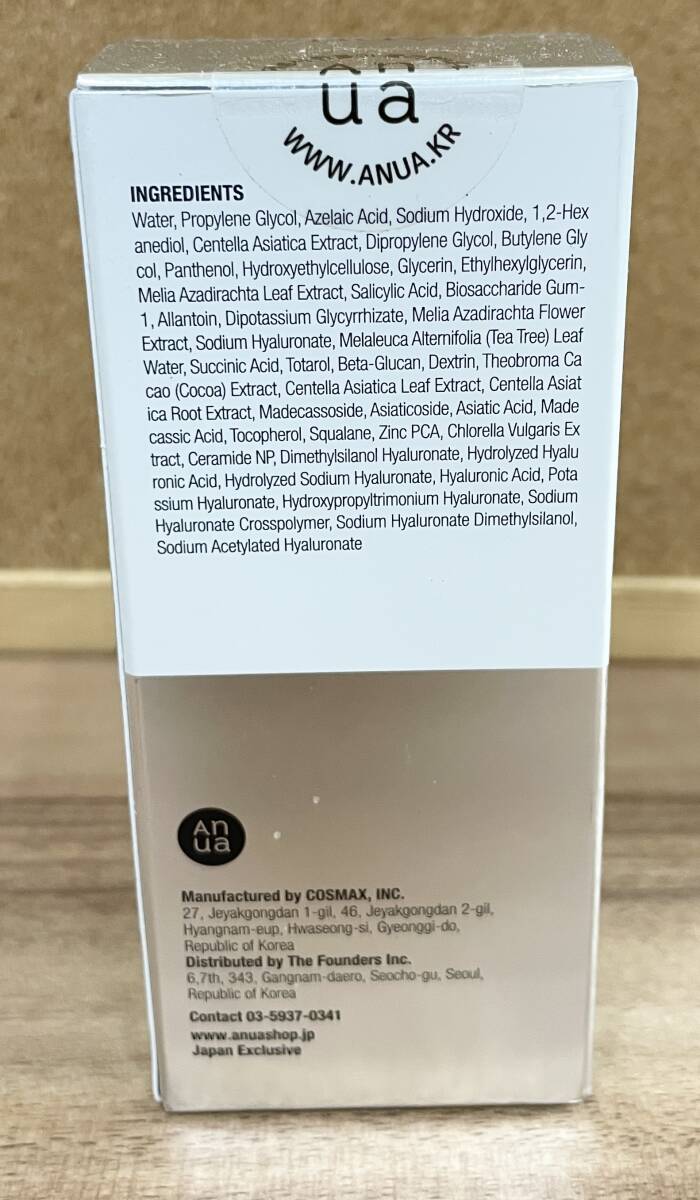 ua
WWW.ANUA.KR
INGREDIENTS
Water, Propylene Glycol, Azelaic Acid, Sodium Hydroxide, 1,2-Hex
anediol, Centella Asiatica Extract, Dipropylene Glycol, Butylene Gly
col, Panthenol, Hydroxyethylcellulose, Glycerin, Ethylhexylglycerin,
Melia Azadirachta Leaf Extract, Salicylic Acid, Biosaccharide Gum-
1, Allantoin, Dipotassium Glycyrrhizate, Melia Azadirachta Flower
Extract, Sodium Hyaluronate, Melaleuca Alternifolia (Tea Tree) Leaf
Water, Succinic Acid, Totarol, Beta-Glucan, Dextrin, Theobroma Ca
cao (Cocoa) Extract, Centella Asiatica Leaf Extract, Centella Asiat
ica Root Extract, Madecassoside, Asiaticoside, Asiatic Acid, Made
cassic Acid, Tocopherol, Squalane, Zinc PCA, Chlorella Vulgaris Ex
tract, Ceramide NP, Dimethylsilanol Hyaluronate, Hydrolyzed Hyalu
ronic Acid, Hydrolyzed Sodium Hyaluronate, Hyaluronic Acid, Pota
ssium Hyaluronate, Hydroxypropyltrimonium Hyaluronate, Sodium
Hyaluronate Crosspolymer, Sodium Hyaluronate Dimethylsilanol,
Sodium Acetylated Hyaluronate
An
ua
Manufactured by COSMAX, INC.
27, Jeyakgongdan 1-gil, 46, Jeyakgongdan 2-gil,
Hyangnam-eup, Hwaseong-si, Gyeonggi-do,
Republic of Korea
Distributed by The Founders Inc.
6,7th, 343, Gangnam-daero, Seocho-gu, Seoul,
Republic of Korea
Contact 03-5937-0341
www.anuashop.jp
Japan Exclusive